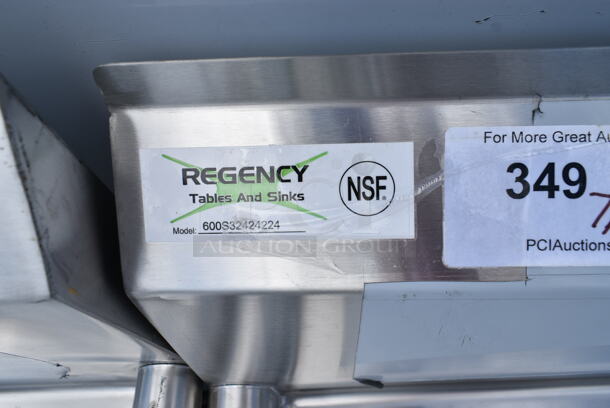 REGENCY
Tables And Sinks
Model: 600S32424224
NSF
AUCTION GROUP
For More Great Au
349
PCIAuctions